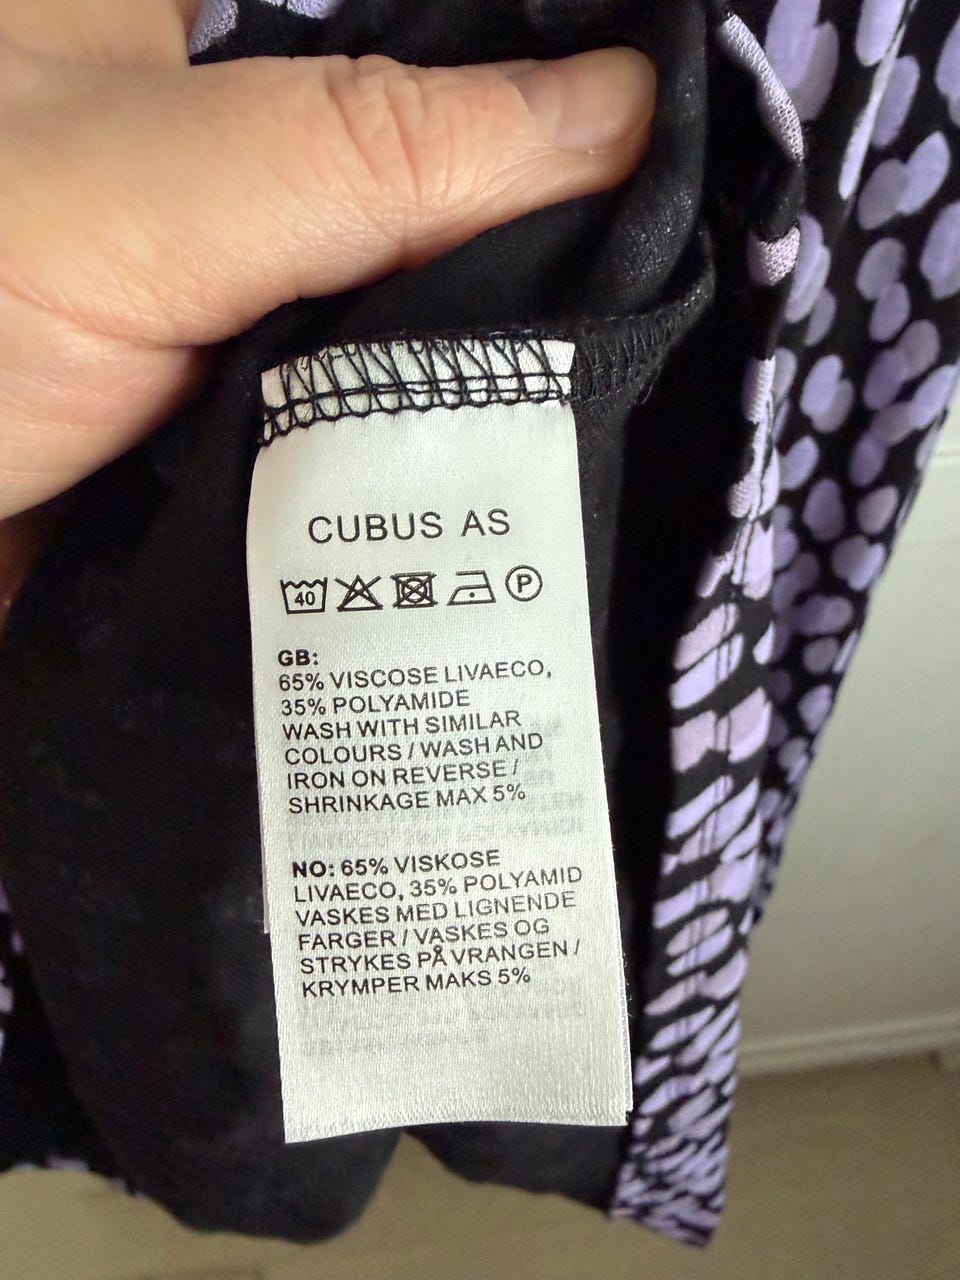 CUBUS AS
40 P
GB:
65% VISCOSE LIVAECO,
35% POLYAMIDE
WASH WITH SIMILAR
COLOURS / WASH AND
IRON ON REVERSE /
SHRINKAGE MAX 5%
NO: 65% VISKOSE
LIVAECO, 35% POLYAMID
VASKES MED LIGNENDE
FARGER / VASKES OG
STRYKES PÅ VRANGEN /
KRYMPER MAKS 5%